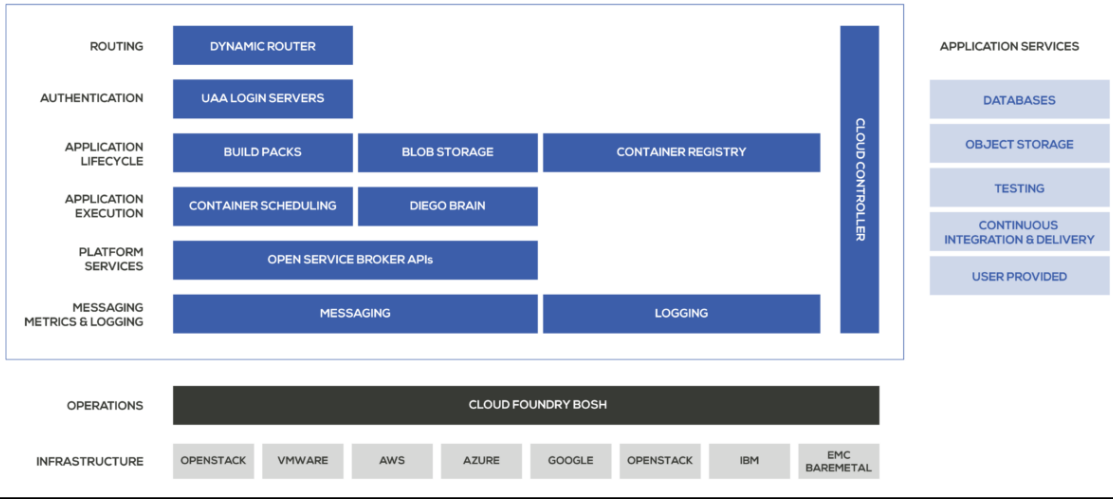 ROUTING
DYNAMIC ROUTER
APPLICATION SERVICES
AUTHENTICATION
UAA LOGIN SERVERS
DATABASES
APPLICATION
LIFECYCLE
BUILD PACKS
BLOB STORAGE
CONTAINER REGISTRY
CLOUD CONTROLLER
OBJECT STORAGE
APPLICATION
EXECUTION
CONTAINER SCHEDULING
DIEGO BRAIN
TESTING
CONTINUOUS
INTEGRATION & DELIVERY
PLATFORM
SERVICES
OPEN SERVICE BROKER APIs
USER PROVIDED
MESSAGING
METRICS & LOGGING
MESSAGING
LOGGING
OPERATIONS
CLOUD FOUNDRY BOSH
INFRASTRUCTURE
OPENSTACK
VMWARE
AWS
AZURE
GOOGLE
OPENSTACK
IBM
EMC
BAREMETAL